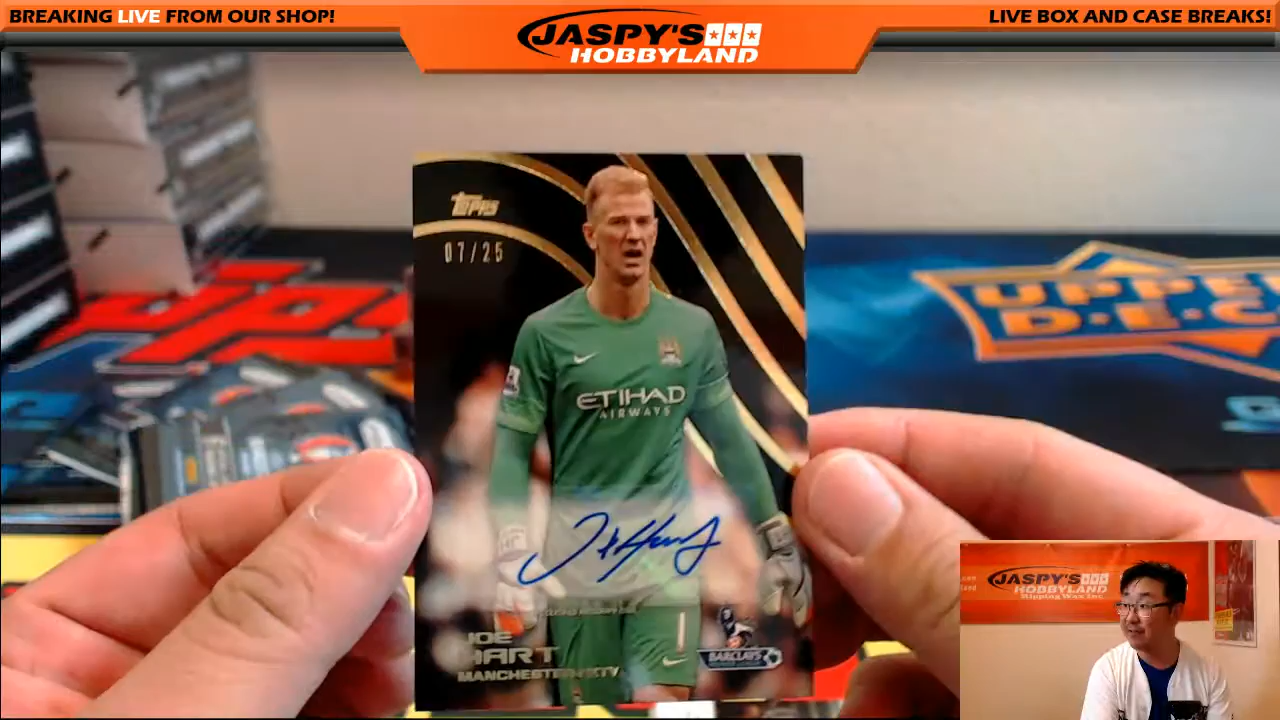 BREAKING LIVE FROM OUR SHOP!
JASPY'S
HOBBYLAND
LIVE BOX AND CASE BREAKS!
TOPPS
07/25
ETIHAD
AIRWAYS
1
JOE
HART
MANCHESTER CITY
BARCLAYS
UPPER
D•E•C
JASPY'S
HOBBYLAND
Ripping Wax Inc.